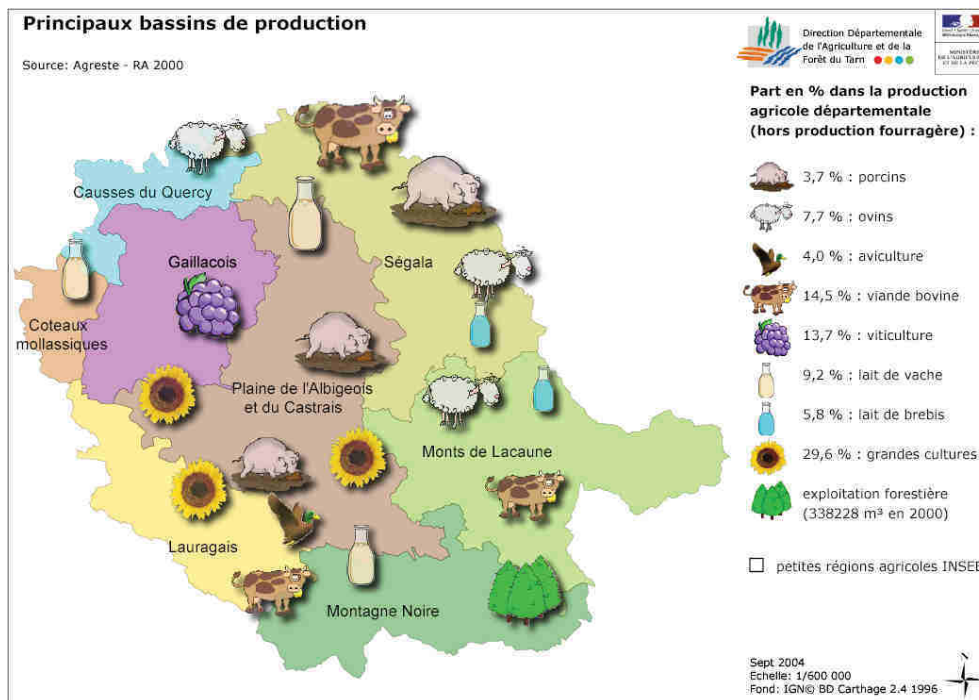 Principaux bassins de production
Source: Agreste - RA 2000
Direction Départementale
de l'Agriculture et de la
Forêt du Tarn
Part en % dans la production
agricole départementale
(hors production fourragère) :
3,7 % : porcins
7,7 % : ovins
4,0 % : aviculture
14,5 % : viande bovine
13,7 % : viticulture
9,2 % : lait de vache
5,8 % : lait de brebis
29,6 % : grandes cultures
exploitation forestière
(338228 m³ en 2000)
petites régions agricoles INSEE
Causses du Quercy
Gaillacois
Ségala
Coteaux
mollassiques
Plaine de l'Albigeois
et du Castrais
Monts de Lacaune
Lauragais
Montagne Noire
Sept 2004
Echelle: 1/600 000
Fond: IGN© BD Carthage 2.4 1996
N